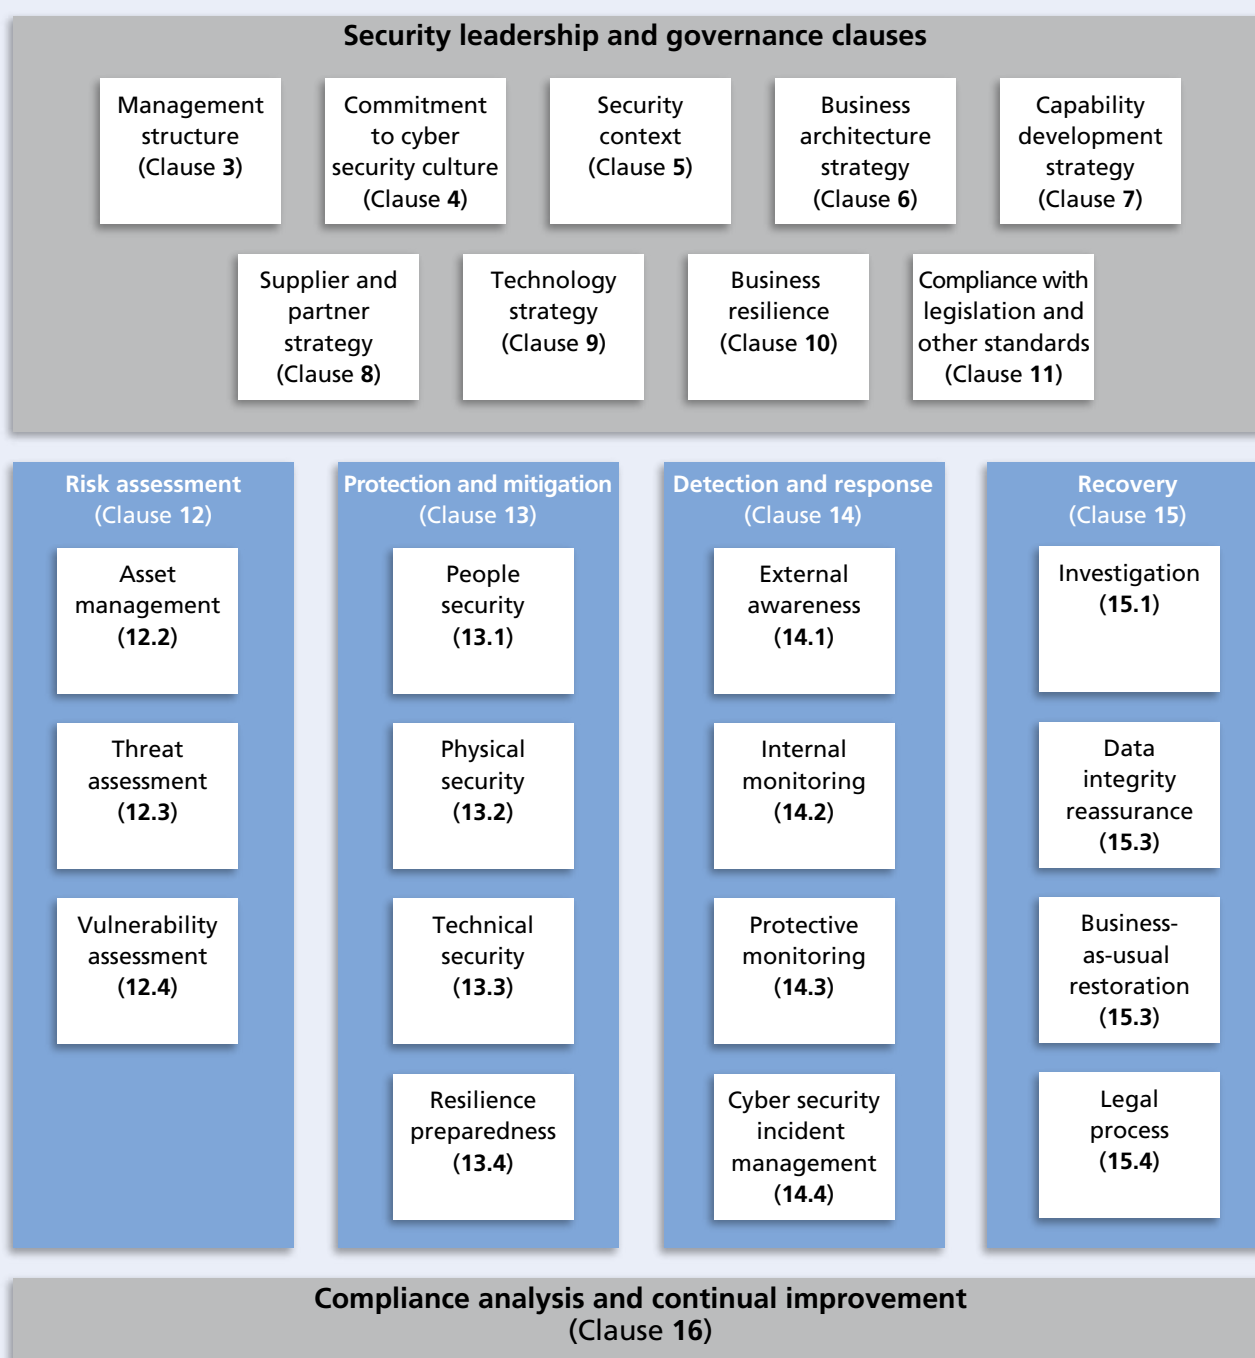 Security leadership and governance clauses
Management
structure
(Clause 3)
Commitment
to cyber
security culture
(Clause 4)
Security
context
(Clause 5)
Business
architecture
strategy
(Clause 6)
Capability
development
strategy
(Clause 7)
Supplier and
partner
strategy
(Clause 8)
Technology
strategy
(Clause 9)
Business
resilience
(Clause 10)
Compliance with
legislation and
other standards
(Clause 11)
Risk assessment
(Clause 12)
Asset
management
(12.2)
Threat
assessment
(12.3)
Vulnerability
assessment
(12.4)
Protection and mitigation
(Clause 13)
People
security
(13.1)
Physical
security
(13.2)
Technical
security
(13.3)
Resilience
preparedness
(13.4)
Detection and response
(Clause 14)
External
awareness
(14.1)
Internal
monitoring
(14.2)
Protective
monitoring
(14.3)
Cyber security
incident
management
(14.4)
Recovery
(Clause 15)
Investigation
(15.1)
Data
integrity
reassurance
(15.3)
Business-
as-usual
restoration
(15.3)
Legal
process
(15.4)
Compliance analysis and continual improvement
(Clause 16)